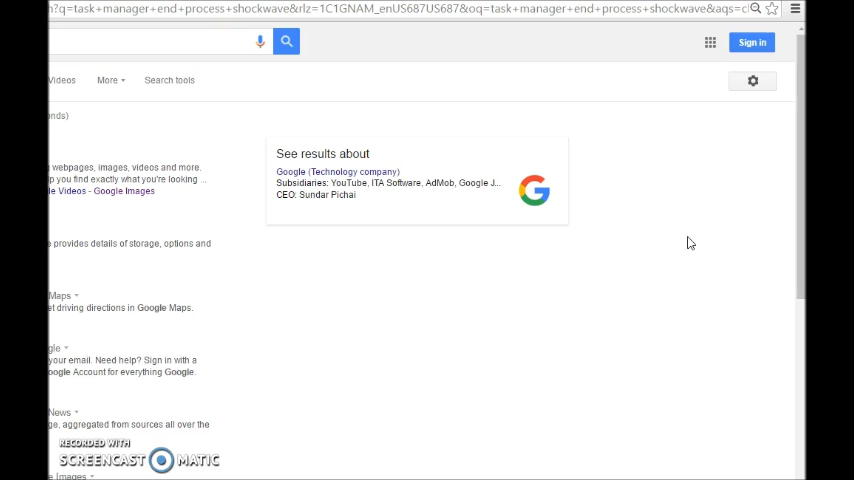 n?q=task+manager+end+process+shockwave&rlz=1C1GNAM_enUS687US687&oq=task+manager+end+process+shockwave&aqs=c
Sign in
Videos More Search tools
onds)
See results about
Google (Technology company)
Subsidiaries: YouTube, ITA Software, AdMob, Google J...
CEO: Sundar Pichai
webpages, images, videos and more.
lp you find exactly what you're looking ...
le Videos - Google Images
e provides details of storage, options and
Maps
et driving directions in Google Maps.
gle
your email. Need help? Sign in with a
oogle Account for everything Google.
News
ge, aggregated from sources all over the
RECORDED WITH
SCREENCAST MATIC
e Images